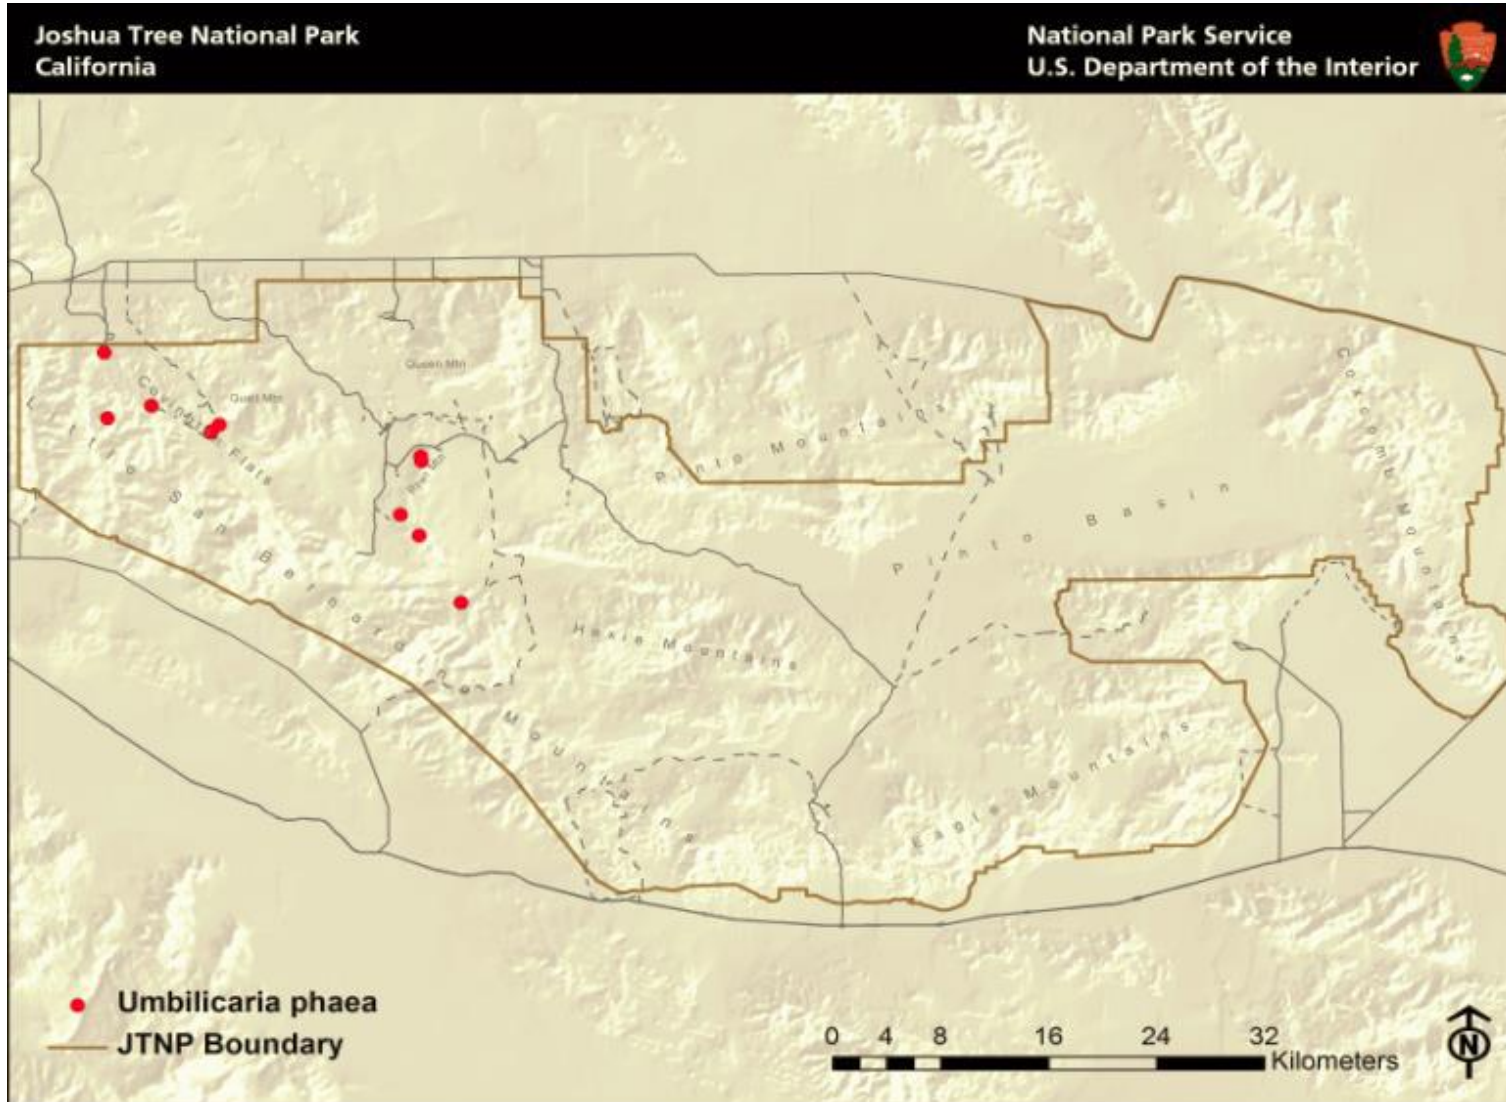 Joshua Tree National Park
California
National Park Service
U.S. Department of the Interior
Queen Mtn
Quail Mtn
Covington Flats
Ryan Mtn
Little San Bernardino Mountains
Pinto Mountains
Pinto Basin
Coxcomb Mountains
Hexie Mountains
Eagle Mountains
Umbilicaria phaea
JTNP Boundary
0 4 8 16 24 32
Kilometers
N